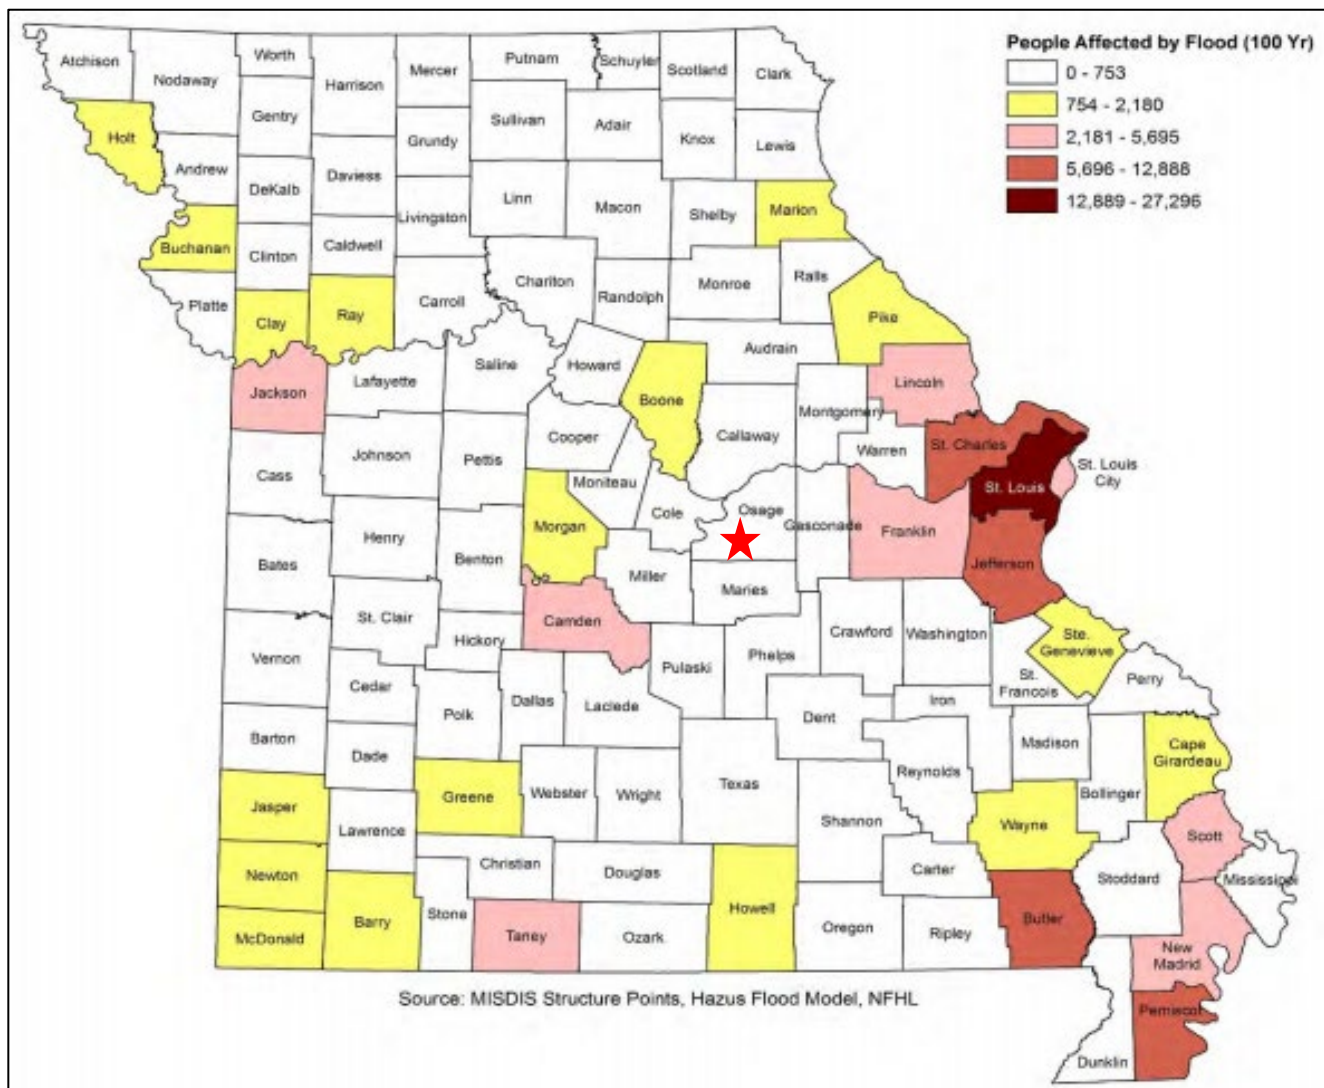 People Affected by Flood (100 Yr)
0 - 753
754 - 2,180
2,181 - 5,695
5,696 - 12,888
12,889 - 27,296
Atchison
Nodaway
Worth
Harrison
Mercer
Putnam
Schuyler
Scotland
Clark
Holt
Gentry
Sullivan
Adair
Knox
Lewis
Grundy
Andrew
DeKalb
Daviess
Livingston
Linn
Macon
Shelby
Marion
Buchanan
Clinton
Caldwell
Chariton
Randolph
Monroe
Ralls
Platte
Clay
Ray
Carroll
Pike
Audrain
Saline
Howard
Jackson
Lafayette
Boone
Lincoln
Montgomery
Callaway
Cooper
Warren
St. Charles
Johnson
Pettis
Cass
Moniteau
St. Louis
St. Louis
City
Cole
Osage
Gasconade
Franklin
Morgan
Henry
Benton
Bates
Miller
Maries
Jefferson
St. Clair
Camden
Hickory
Crawford
Washington
Ste.
Genevieve
Vernon
Pulaski
Phelps
St.
Francois
Perry
Cedar
Polk
Dallas
Laclede
Dent
Iron
Barton
Dade
Madison
Cape
Girardeau
Texas
Reynolds
Bollinger
Jasper
Greene
Webster
Wright
Shannon
Wayne
Lawrence
Scott
Christian
Douglas
Carter
Stoddard
Mississippi
Newton
Barry
Stone
Howell
Butler
McDonald
Taney
Ozark
Oregon
Ripley
New
Madrid
Pemiscot
Dunklin
Source: MISDIS Structure Points, Hazus Flood Model, NFHL